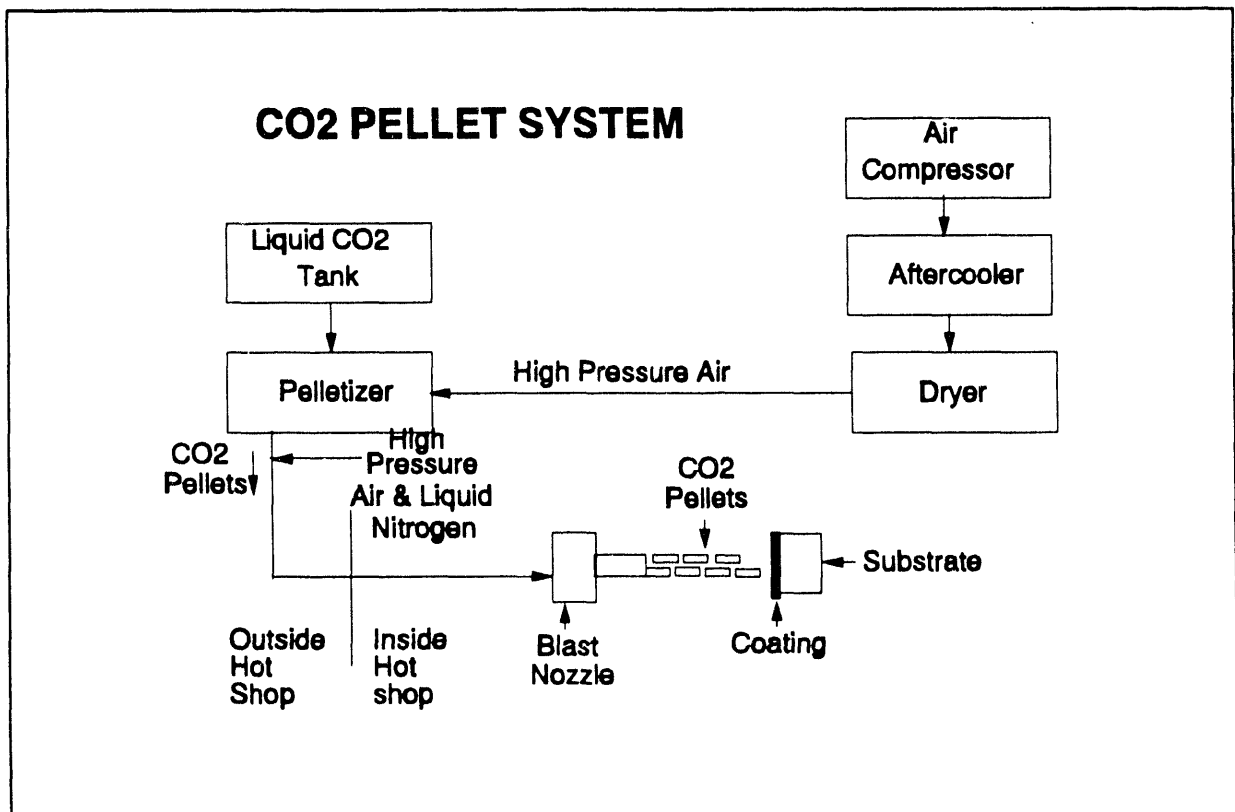 CO2 PELLET SYSTEM
Air
Compressor
Liquid CO2
Tank
Aftercooler
Pelletizer
High Pressure Air
Dryer
CO2
Pellets
High
Pressure
Air & Liquid
Nitrogen
CO2
Pellets
Substrate
Blast
Nozzle
Coating
Outside
Hot
Shop
Inside
Hot
shop